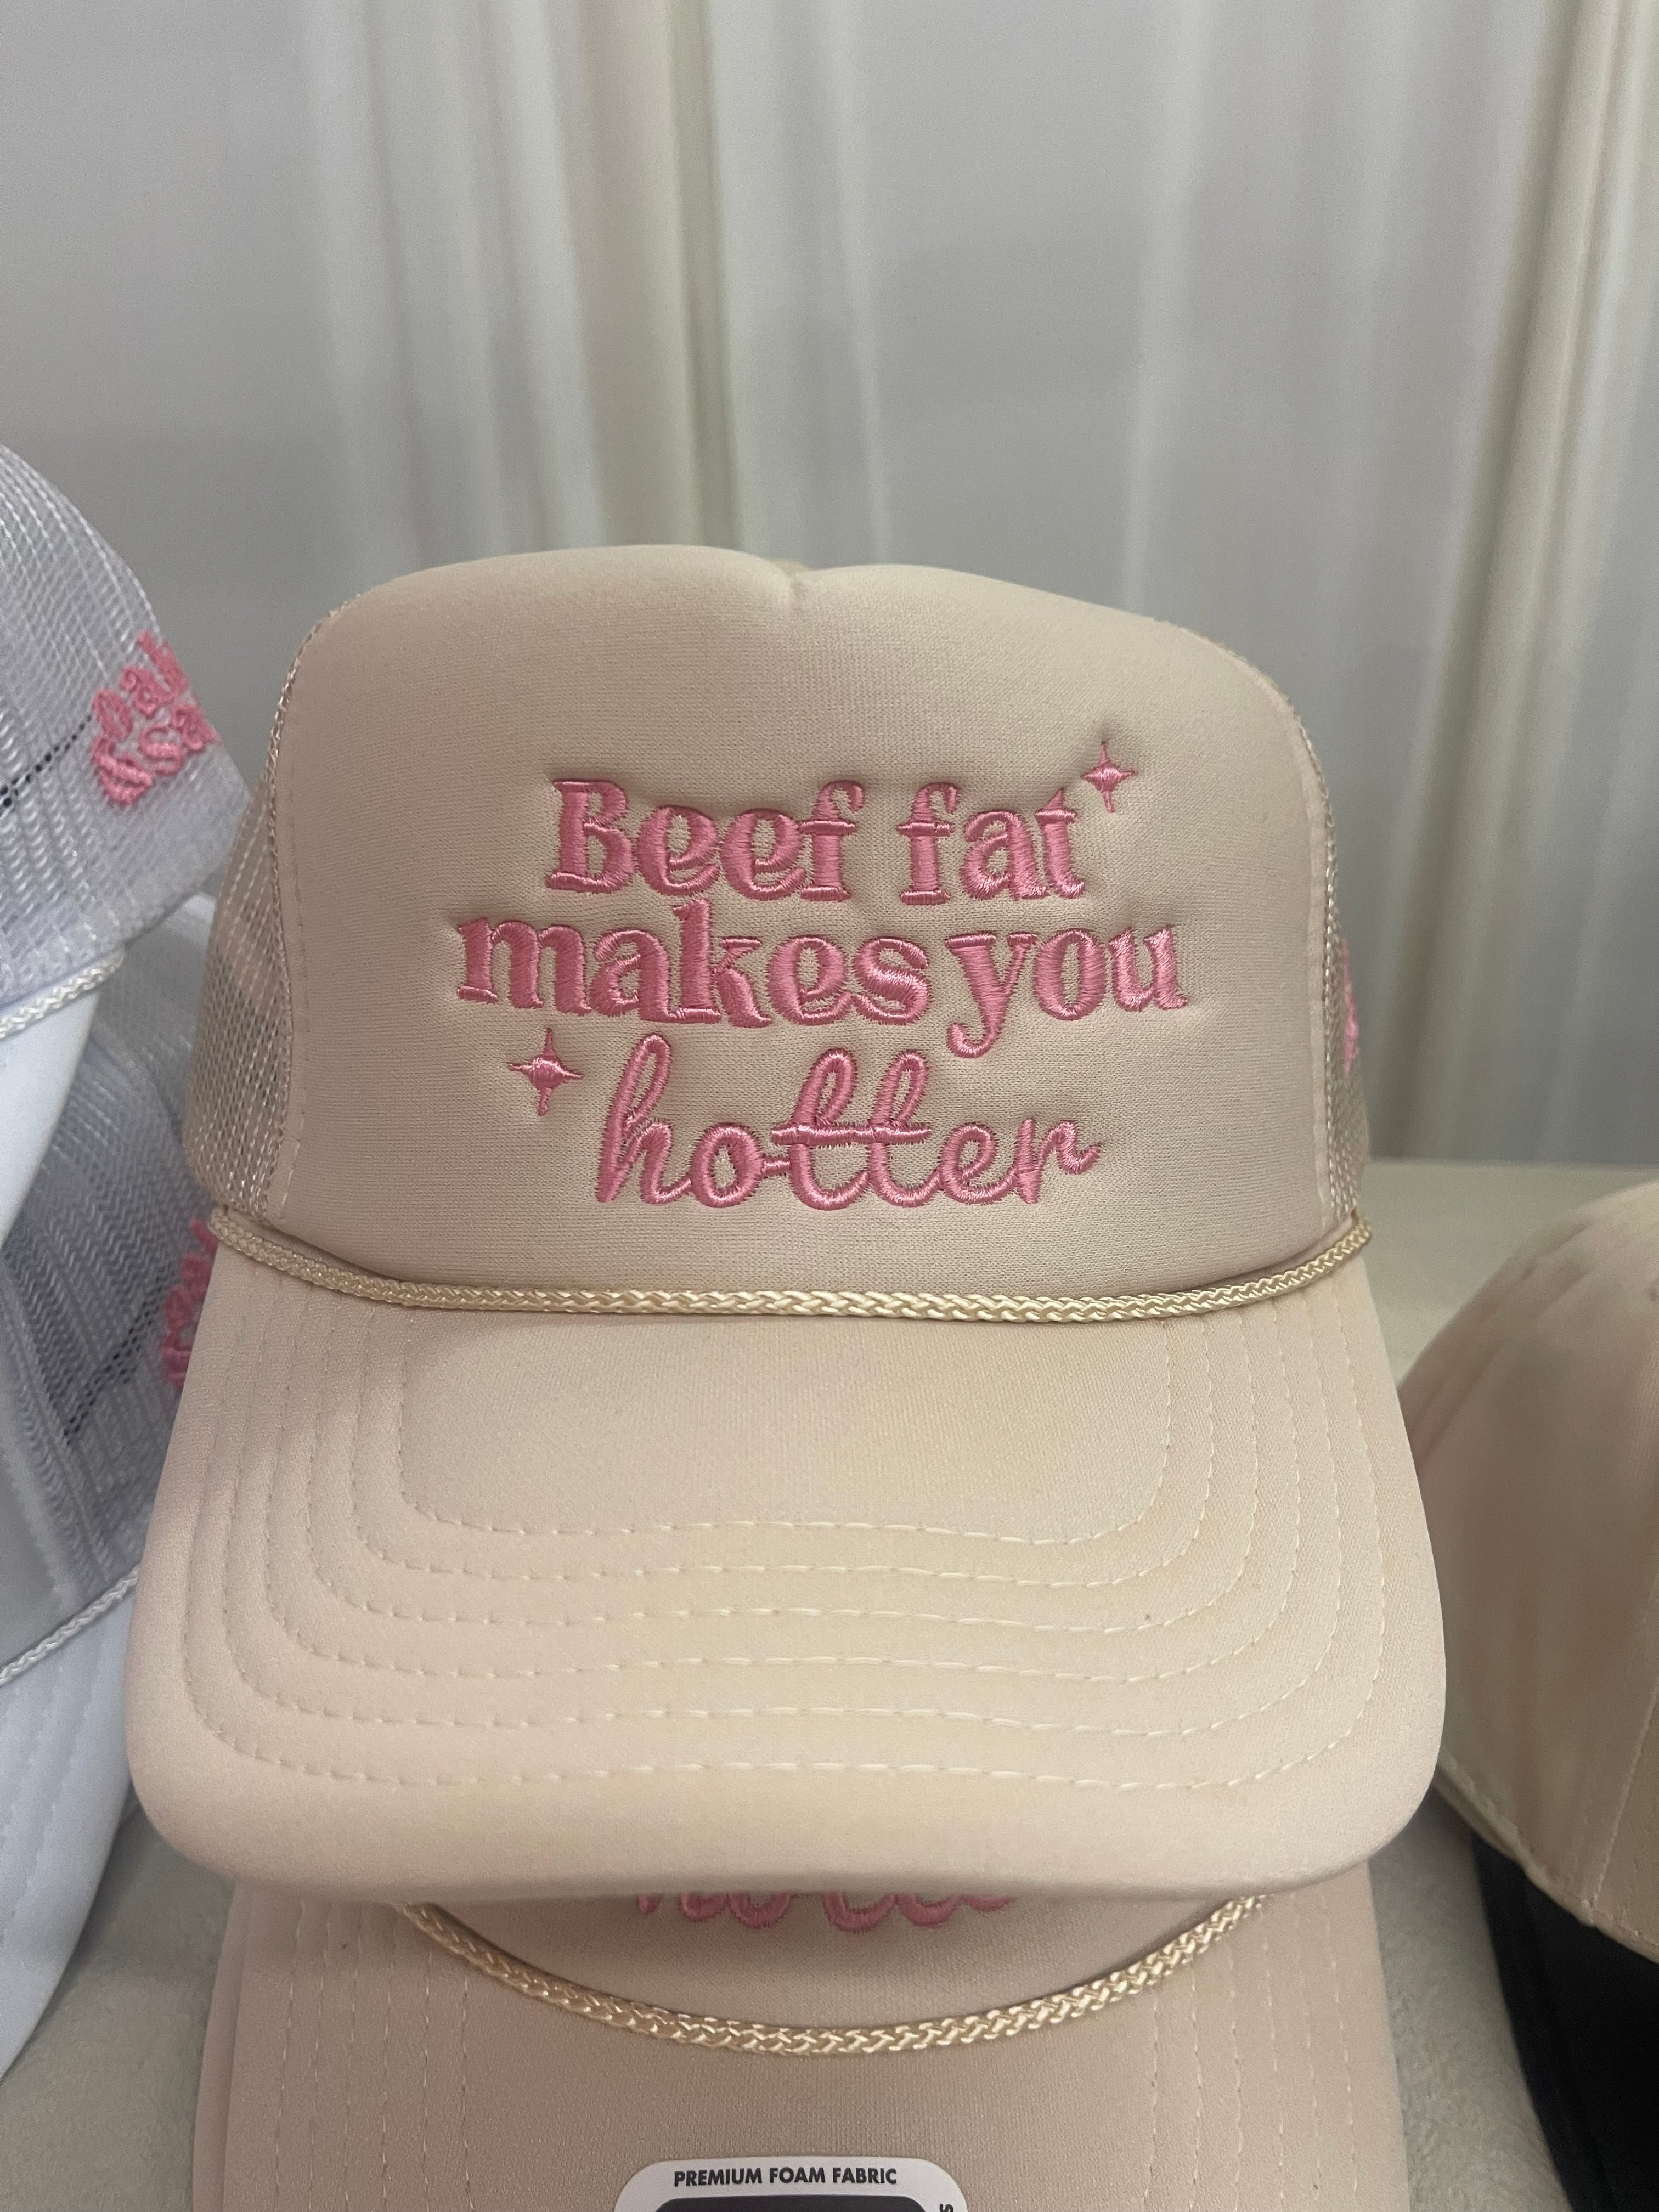 Beef fat
makes you
hotter
PREMIUM FOAM FABRIC